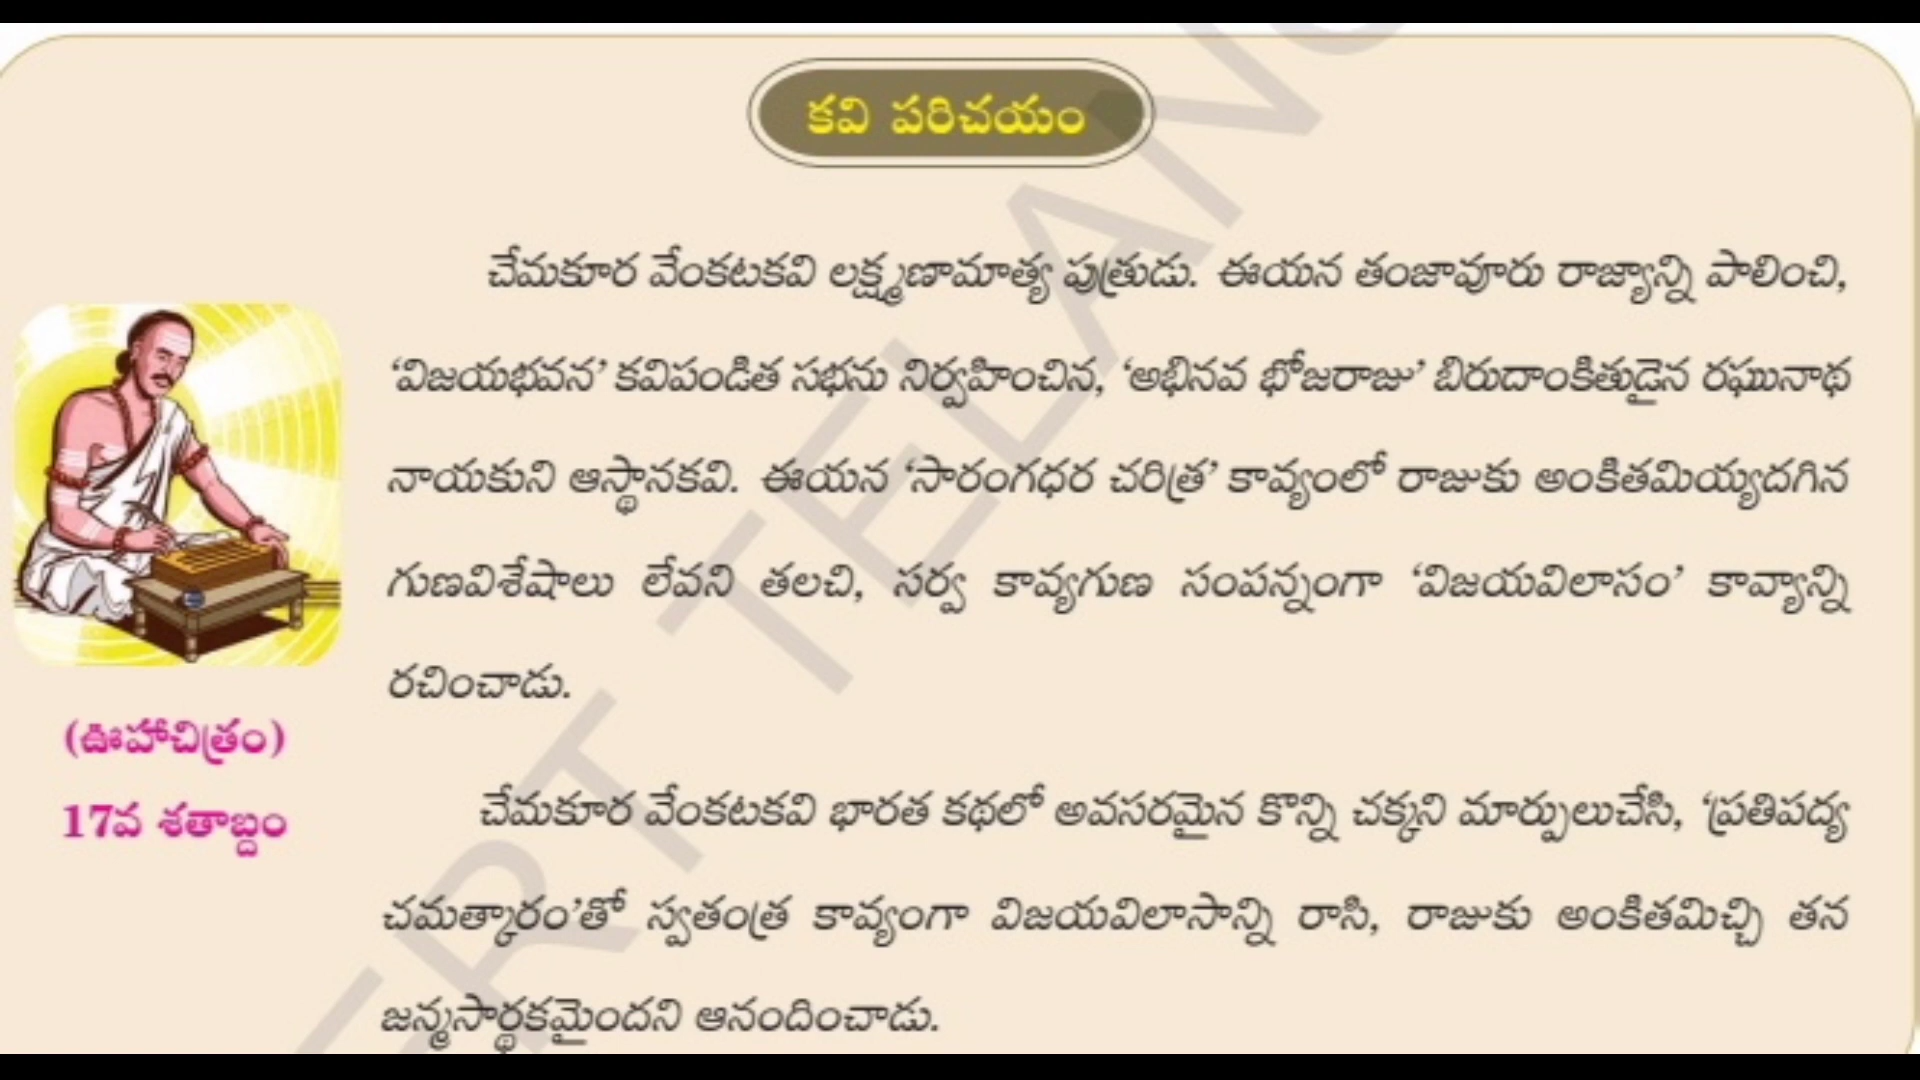 కవి పరిచయం
చేమకూర వేంకటకవి లక్ష్మణామాత్య పుత్రుడు. ఈయన తంజావూరు రాజ్యాన్ని పాలించి,
‘విజయభవన’ కవిపండిత సభను నిర్వహించిన, ‘అభినవ భోజరాజు’ బిరుదాంకితుడైన రఘునాథ
నాయకుని ఆస్థానకవి. ఈయన ‘సారంగధర చరిత్ర’ కావ్యంలో రాజుకు అంకితమియ్యదగిన
గుణవిశేషాలు లేవని తలచి, సర్వ కావ్యగుణ సంపన్నంగా ‘విజయవిలాసం’ కావ్యాన్ని
రచించాడు.
(ఊహాచిత్రం)
17వ శతాబ్దం
చేమకూర వేంకటకవి భారత కథలో అవసరమైన కొన్ని చక్కని మార్పులుచేసి, ‘ప్రతిపద్య
చమత్కారం’తో స్వతంత్ర కావ్యంగా విజయవిలాసాన్ని రాసి, రాజుకు అంకితమిచ్చి తన
జన్మసార్థకమైందని ఆనందించాడు.
ERT TELANG